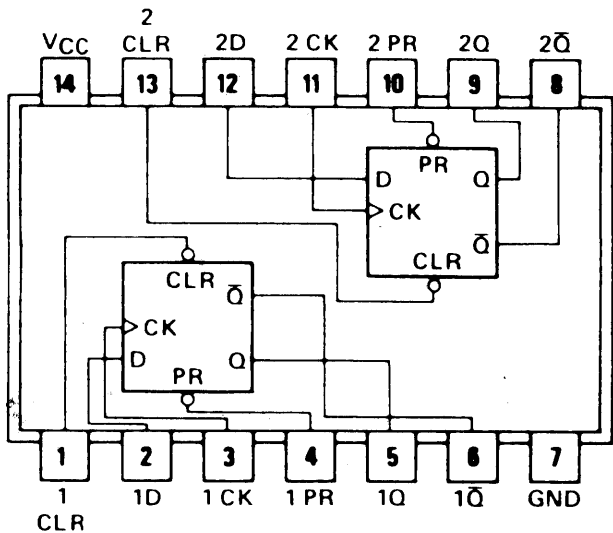 2
VCC CLR 2D 2 CK 2 PR 2Q 2Q̅
14 13 12 11 10 9 8
PR
D Q
CK
Q̅
CLR
CLR
Q̅
CK
D Q
PR
1 2 3 4 5 6 7
1 1D 1 CK 1 PR 1Q 1Q̅ GND
CLR